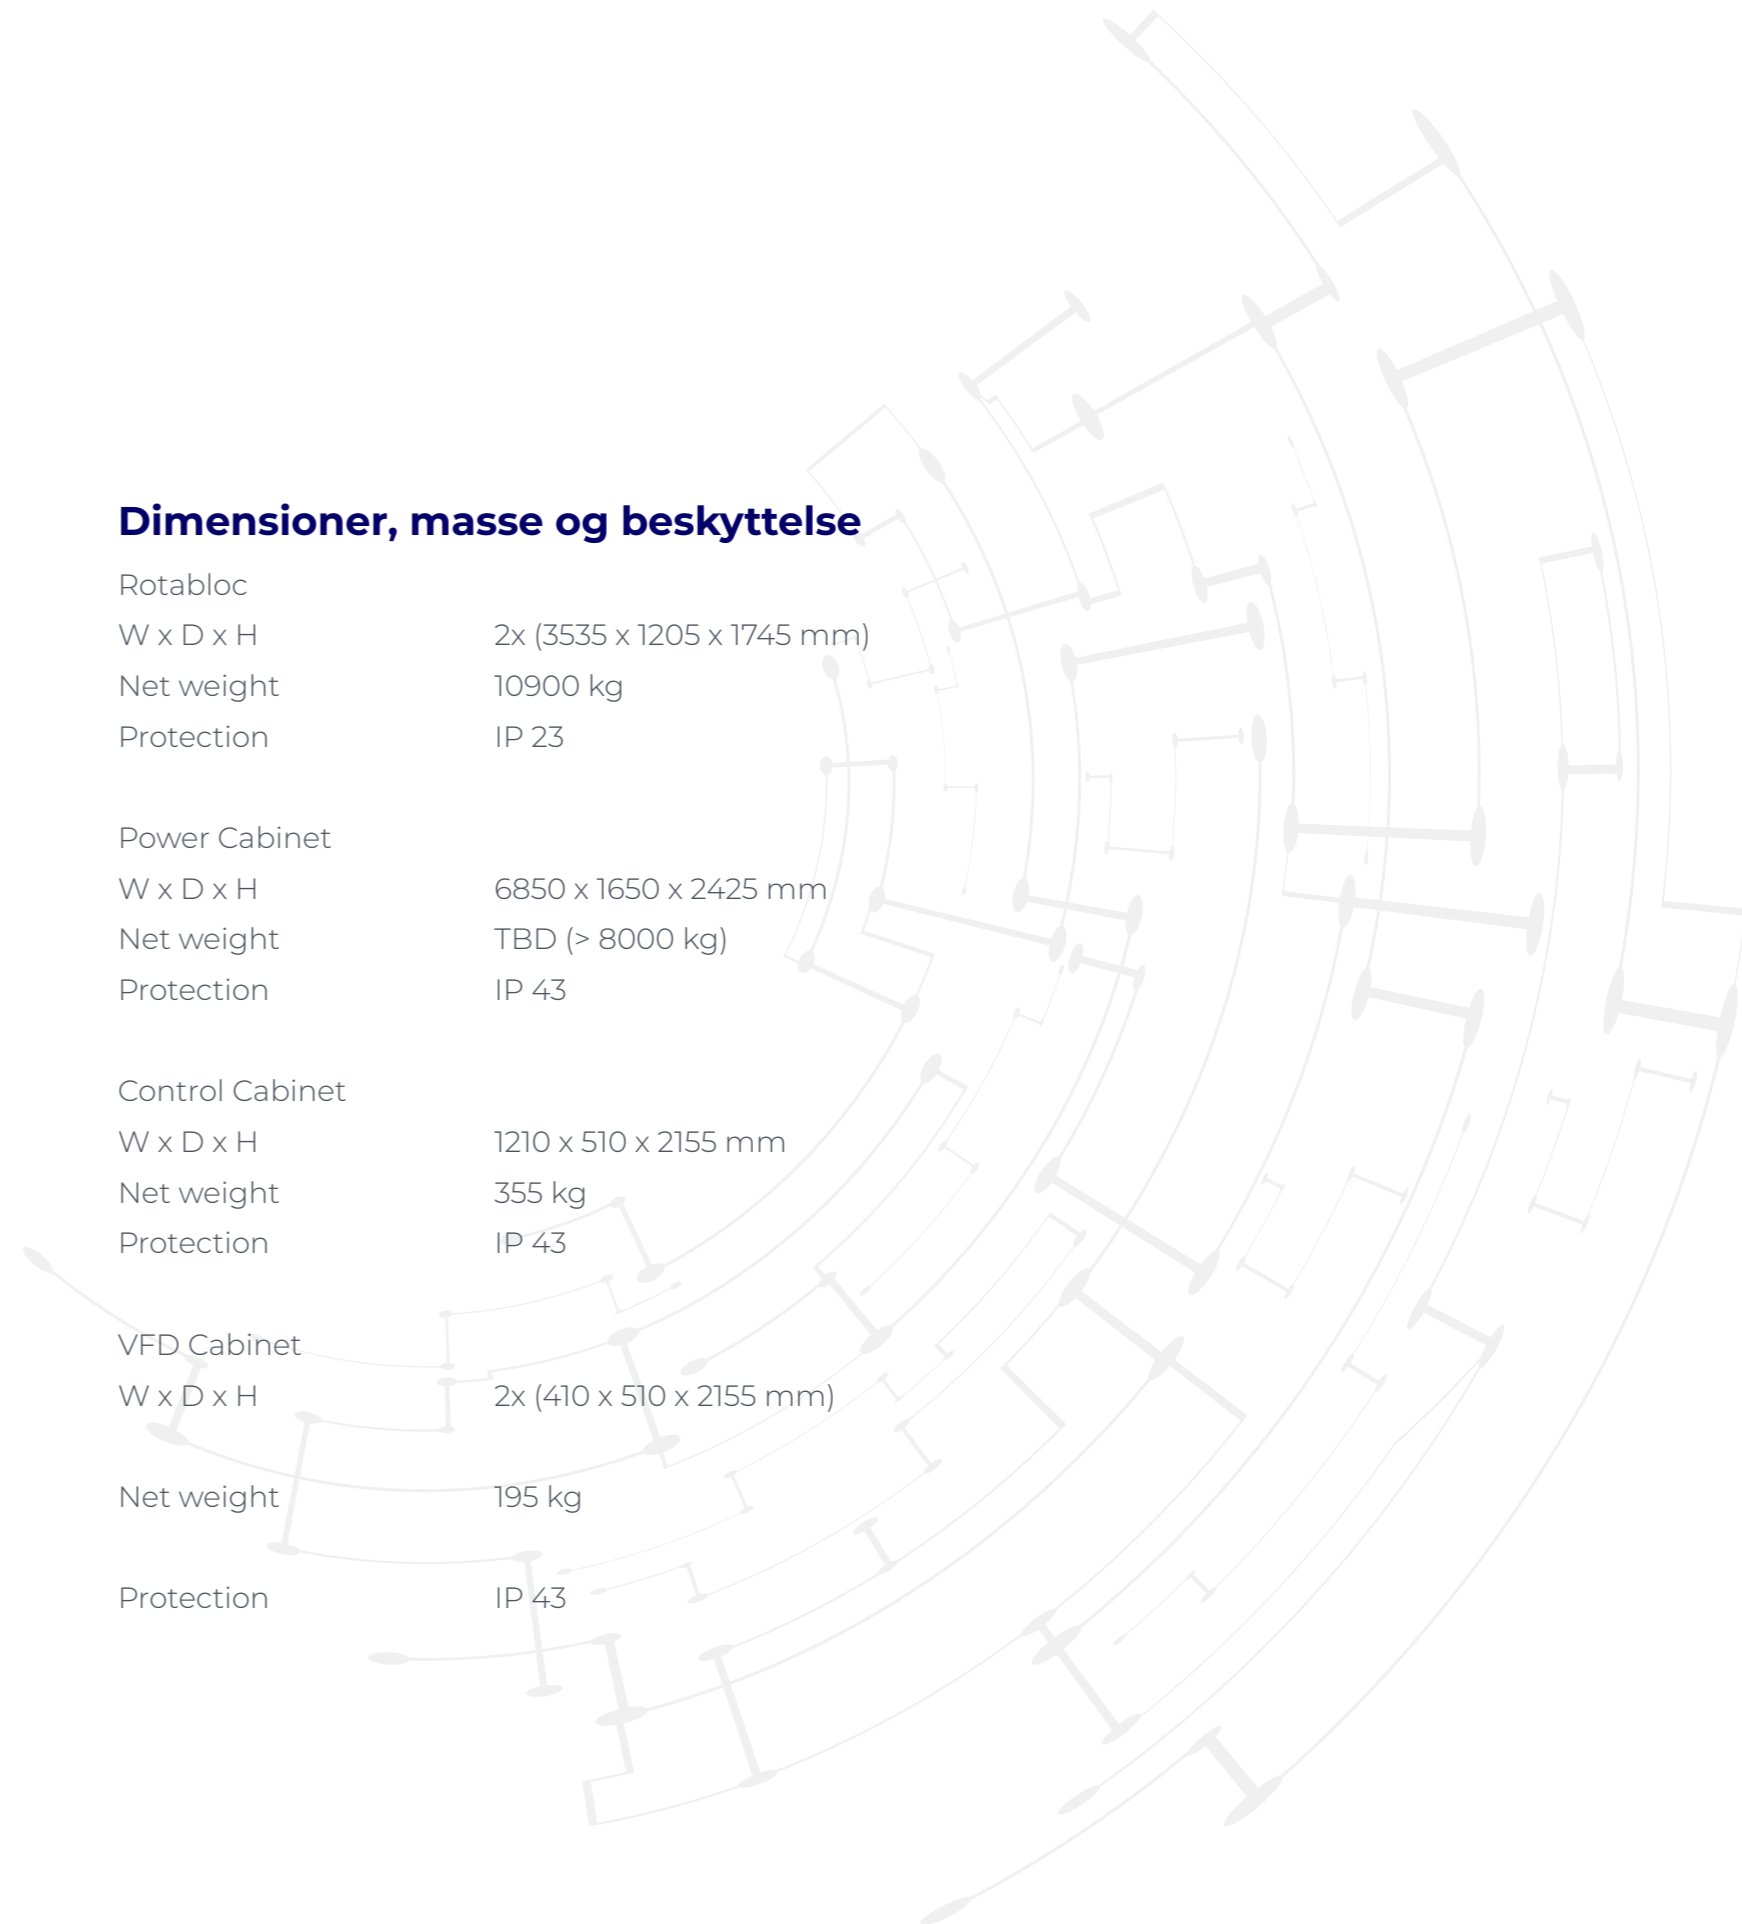 Dimensioner, masse og beskyttelse
Rotabloc
W x D x H 2x (3535 x 1205 x 1745 mm)
Net weight 10900 kg
Protection IP 23
Power Cabinet
W x D x H 6850 x 1650 x 2425 mm
Net weight TBD (> 8000 kg)
Protection IP 43
Control Cabinet
W x D x H 1210 x 510 x 2155 mm
Net weight 355 kg
Protection IP 43
VFD Cabinet
W x D x H 2x (410 x 510 x 2155 mm)
Net weight 195 kg
Protection IP 43